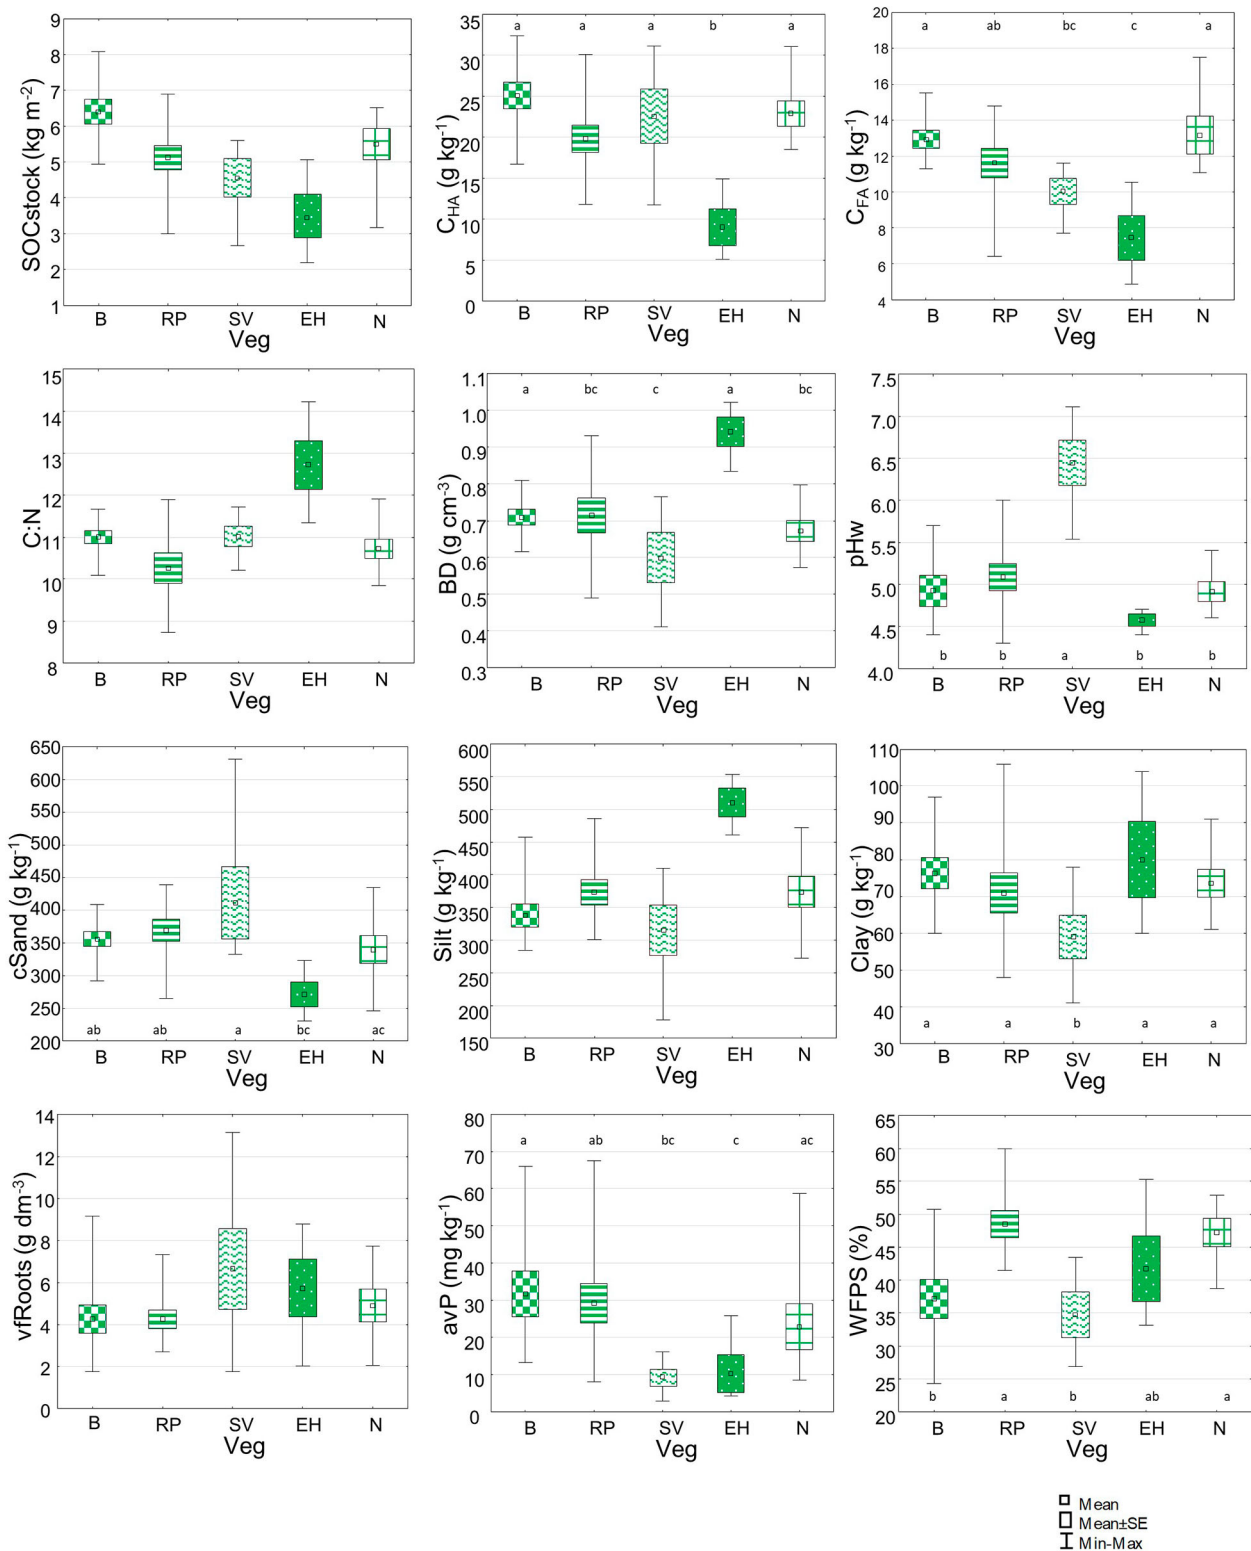 9
8
7
6
5
4
3
2
1
SOCstock (kg m-2)
B RP SV EH N
Veg
35
30
25
20
15
10
5
0
CHA (g kg-1)
a a a b a
B RP SV EH N
Veg
20
18
16
14
12
10
8
6
4
CFA (g kg-1)
a ab bc c a
B RP SV EH N
Veg
15
14
13
12
11
10
9
8
C:N
B RP SV EH N
Veg
1.1
1.0
0.9
0.8
0.7
0.6
0.5
0.4
0.3
BD (g cm-3)
a bc c a bc
B RP SV EH N
Veg
7.5
7.0
6.5
6.0
5.5
5.0
4.5
4.0
pHw
b b a b b
B RP SV EH N
Veg
650
600
550
500
450
400
350
300
250
200
cSand (g kg-1)
ab ab a bc ac
B RP SV EH N
Veg
600
550
500
450
400
350
300
250
200
150
Silt (g kg-1)
B RP SV EH N
Veg
110
100
90
80
70
60
50
40
30
Clay (g kg-1)
a a b a a
B RP SV EH N
Veg
14
12
10
8
6
4
2
0
vfRoots (g dm-3)
B RP SV EH N
Veg
80
70
60
50
40
30
20
10
0
avP (mg kg-1)
a ab bc c ac
B RP SV EH N
Veg
65
60
55
50
45
40
35
30
25
20
WFPS (%)
b a b ab a
B RP SV EH N
Veg
Mean
Mean±SE
Min-Max